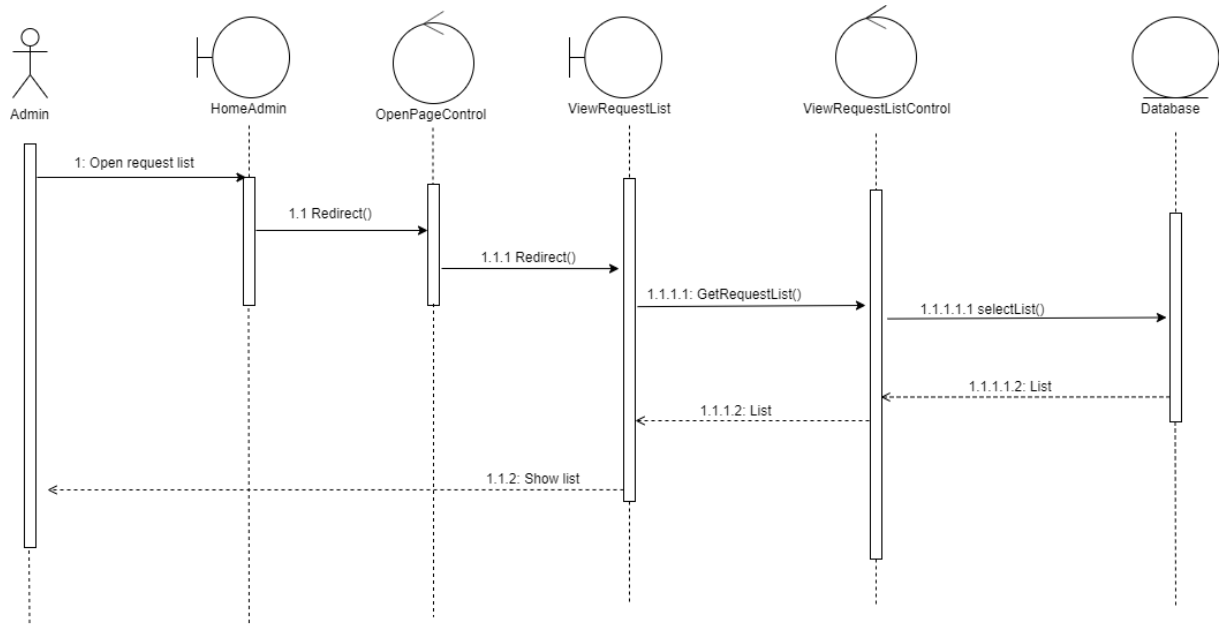 Admin
HomeAdmin
OpenPageControl
ViewRequestList
ViewRequestListControl
Database
1: Open request list
1.1 Redirect()
1.1.1 Redirect()
1.1.1.1: GetRequestList()
1.1.1.1.1 selectList()
1.1.1.1.2: List
1.1.1.2: List
1.1.2: Show list